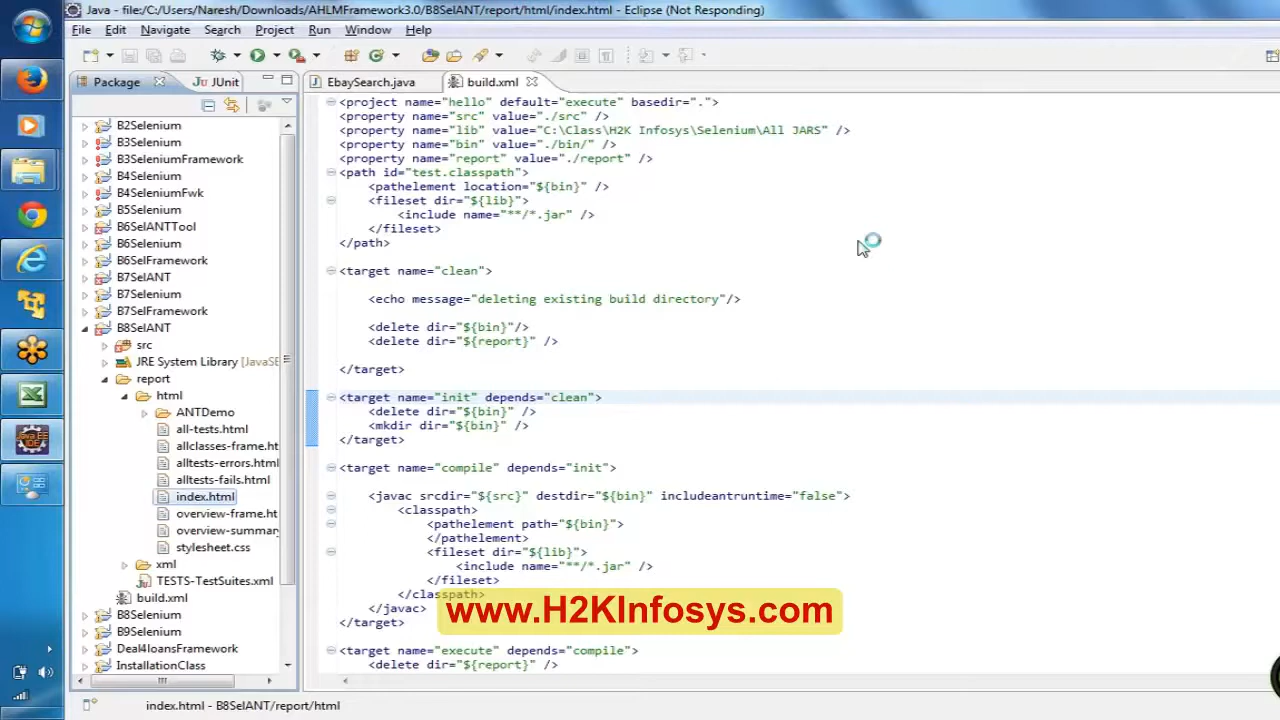 Java - file:/C:/Users/Naresh/Downloads/AHLMFramework3.0/B8SelANT/report/html/index.html - Eclipse (Not Responding)
File Edit Navigate Search Project Run Window Help
Package JUnit EbaySearch.java build.xml
B2Selenium
B3Selenium
B3SeleniumFramework
B4Selenium
B4SeleniumFwk
B5Selenium
B6SelANTTool
B6Selenium
B6SelFramework
B7SelANT
B7Selenium
B7SelFramework
B8SelANT
src
JRE System Library [JavaSE
report
html
ANTDemo
all-tests.html
allclasses-frame.ht
alltests-errors.html
alltests-fails.html
index.html
overview-frame.ht
overview-summar
stylesheet.css
xml
TESTS-TestSuites.xml
build.xml
B8Selenium
B9Selenium
Deal4loansFramework
InstallationClass
<project name="hello" default="execute" basedir=".">
<property name="src" value="./src" />
<property name="lib" value="C:\Class\H2K Infosys\Selenium\All JARS" />
<property name="bin" value="./bin/" />
<property name="report" value="./report" />
<path id="test.classpath">
<pathelement location="${bin}" />
<fileset dir="${lib}">
<include name="**/*.jar" />
</fileset>
</path>
<target name="clean">
<echo message="deleting existing build directory"/>
<delete dir="${bin}"/>
<delete dir="${report}" />
</target>
<target name="init" depends="clean">
<delete dir="${bin}" />
<mkdir dir="${bin}" />
</target>
<target name="compile" depends="init">
<javac srcdir="${src}" destdir="${bin}" includeantruntime="false">
<classpath>
<pathelement path="${bin}">
</pathelement>
<fileset dir="${lib}">
<include name="**/*.jar" />
</fileset>
</classpath>
</javac>
</target>
<target name="execute" depends="compile">
<delete dir="${report}" />
www.H2KInfosys.com
index.html - B8SelANT/report/html